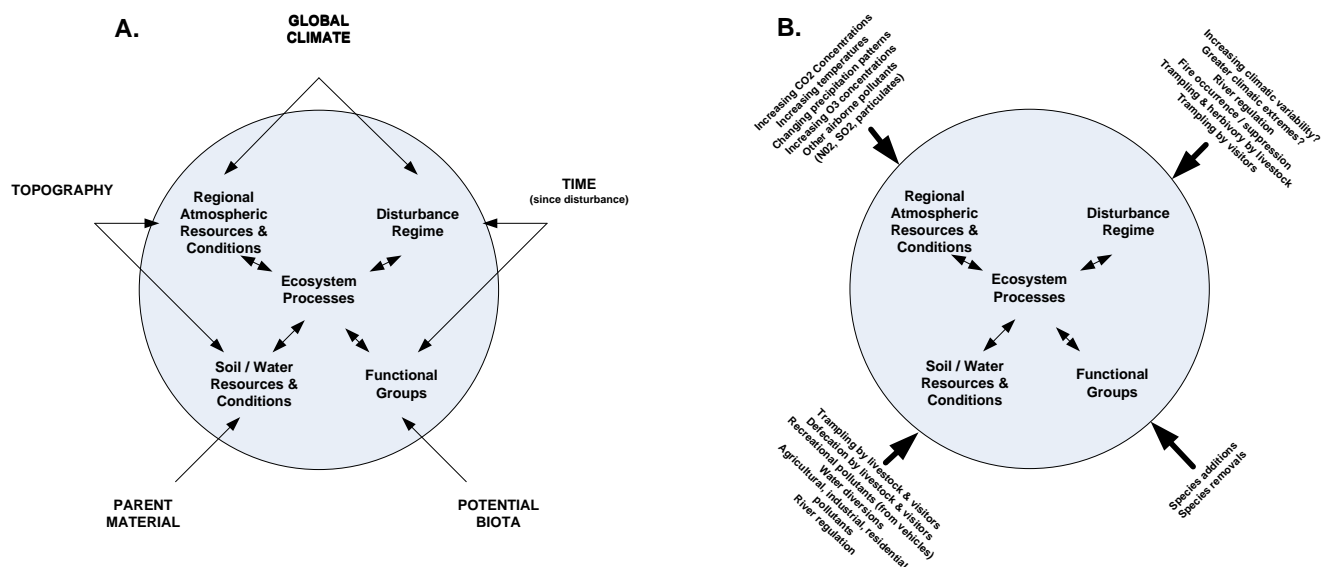 A.
GLOBAL
CLIMATE
TOPOGRAPHY
TIME
(since disturbance)
Regional
Atmospheric
Resources &
Conditions
Disturbance
Regime
Ecosystem
Processes
Soil / Water
Resources &
Conditions
Functional
Groups
PARENT
MATERIAL
POTENTIAL
BIOTA
B.
Increasing CO2 Concentrations
Increasing temperatures
Changing precipitation patterns
Increasing O3 concentrations
Other airborne pollutants
(N02, SO2, particulates)
Increasing climatic variability?
Greater climatic extremes?
River regulation
Fire occurrence / suppression
Trampling & herbivory by livestock
Trampling by visitors
Regional
Atmospheric
Resources &
Conditions
Disturbance
Regime
Ecosystem
Processes
Soil / Water
Resources &
Conditions
Functional
Groups
Trampling by livestock & visitors
Defecation by livestock & visitors
Recreational pollutants (from vehicles)
Water diversions
Agricultural, industrial, residential
pollutants
River regulation
Species additions
Species removals